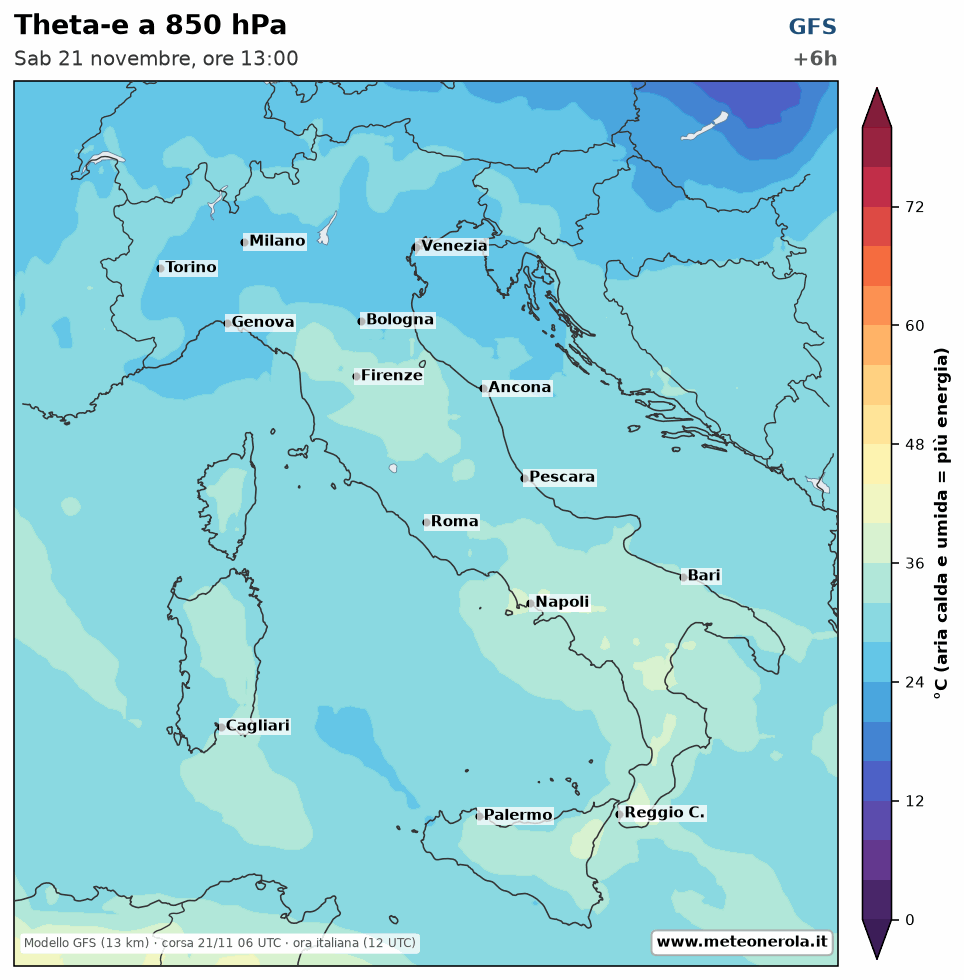 Theta-e a 850 hPa
GFS
Sab 21 novembre, ore 13:00
+6h
Milano
Venezia
Torino
Genova
Bologna
Firenze
Ancona
Pescara
Roma
Bari
Napoli
Cagliari
Palermo
Reggio C.
72
60
48
36
24
12
0
°C (aria calda e umida = più energia)
Modello GFS (13 km) · corsa 21/11 06 UTC · ora italiana (12 UTC)
www.meteonerola.it